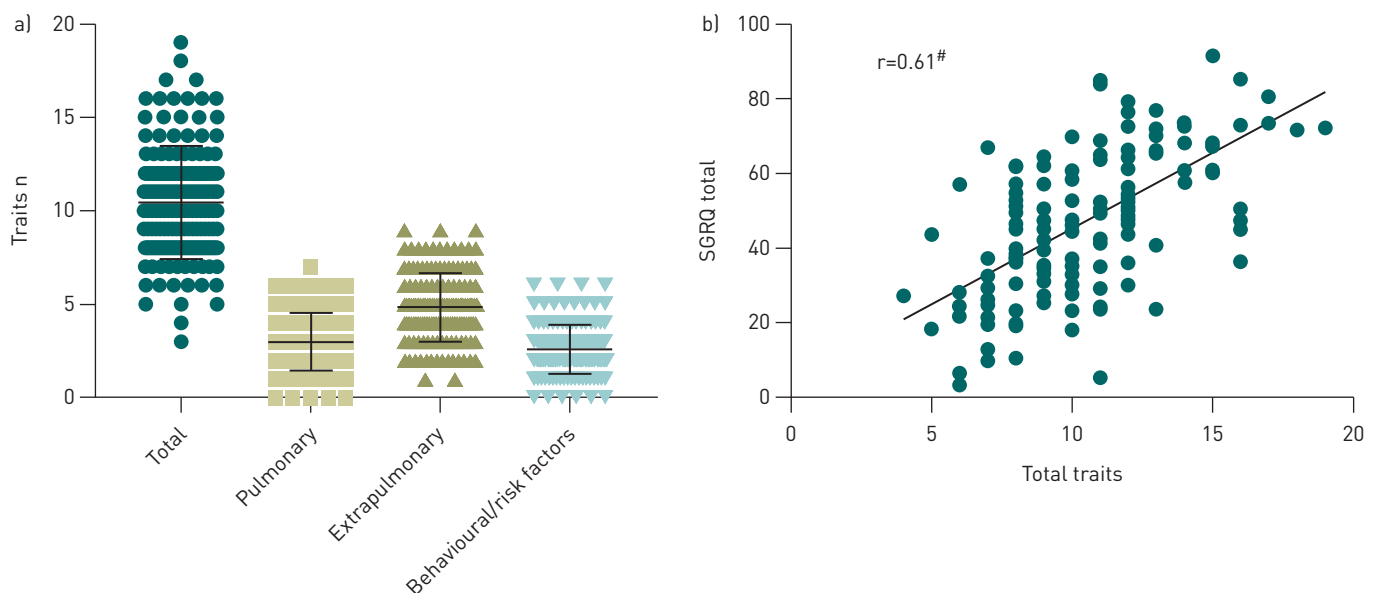 a)
20
15
10
5
0
Traits n
Total
Pulmonary
Extrapulmonary
Behavioural/risk factors
b)
100
80
60
40
20
0
SGRQ total
r=0.61#
0
5
10
15
20
Total traits